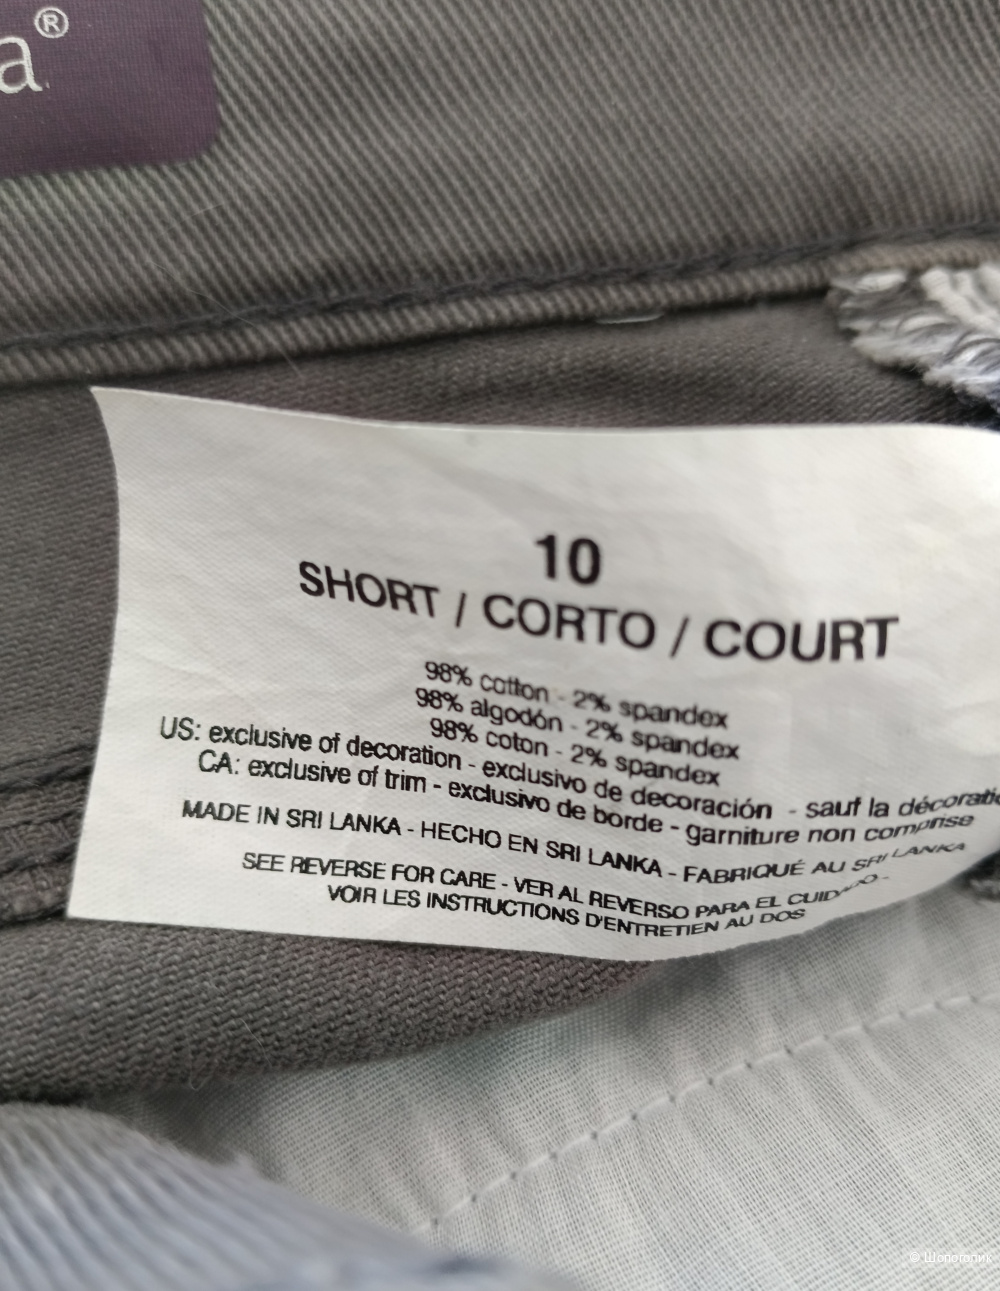 a®
10
SHORT / CORTO / COURT
98% cotton - 2% spandex
98% algodón - 2% spandex
98% coton - 2% spandex
US: exclusive of decoration - exclusivo de decoración - sauf la décoratio
CA: exclusive of trim - exclusivo de borde - garniture non comprise
MADE IN SRI LANKA - HECHO EN SRI LANKA - FABRIQUÉ AU SRI LANKA
SEE REVERSE FOR CARE - VER AL REVERSO PARA EL CUIDADO -
VOIR LES INSTRUCTIONS D'ENTRETIEN AU DOS
© Шопоголик